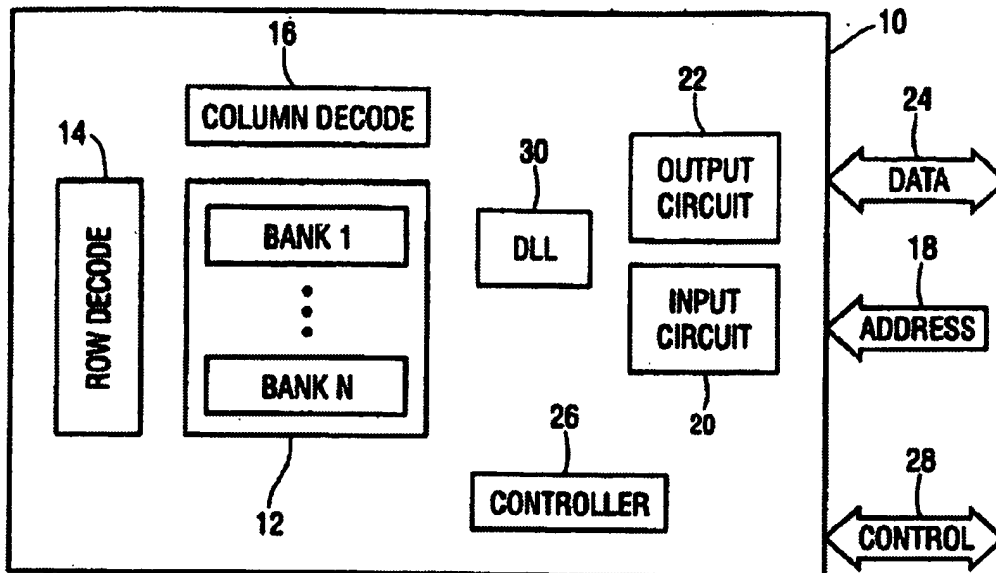 10
16
COLUMN DECODE
22
24
14
30
OUTPUT
CIRCUIT
DATA
ROW DECODE
BANK 1
DLL
18
INPUT
CIRCUIT
ADDRESS
BANK N
20
26
28
12
CONTROLLER
CONTROL